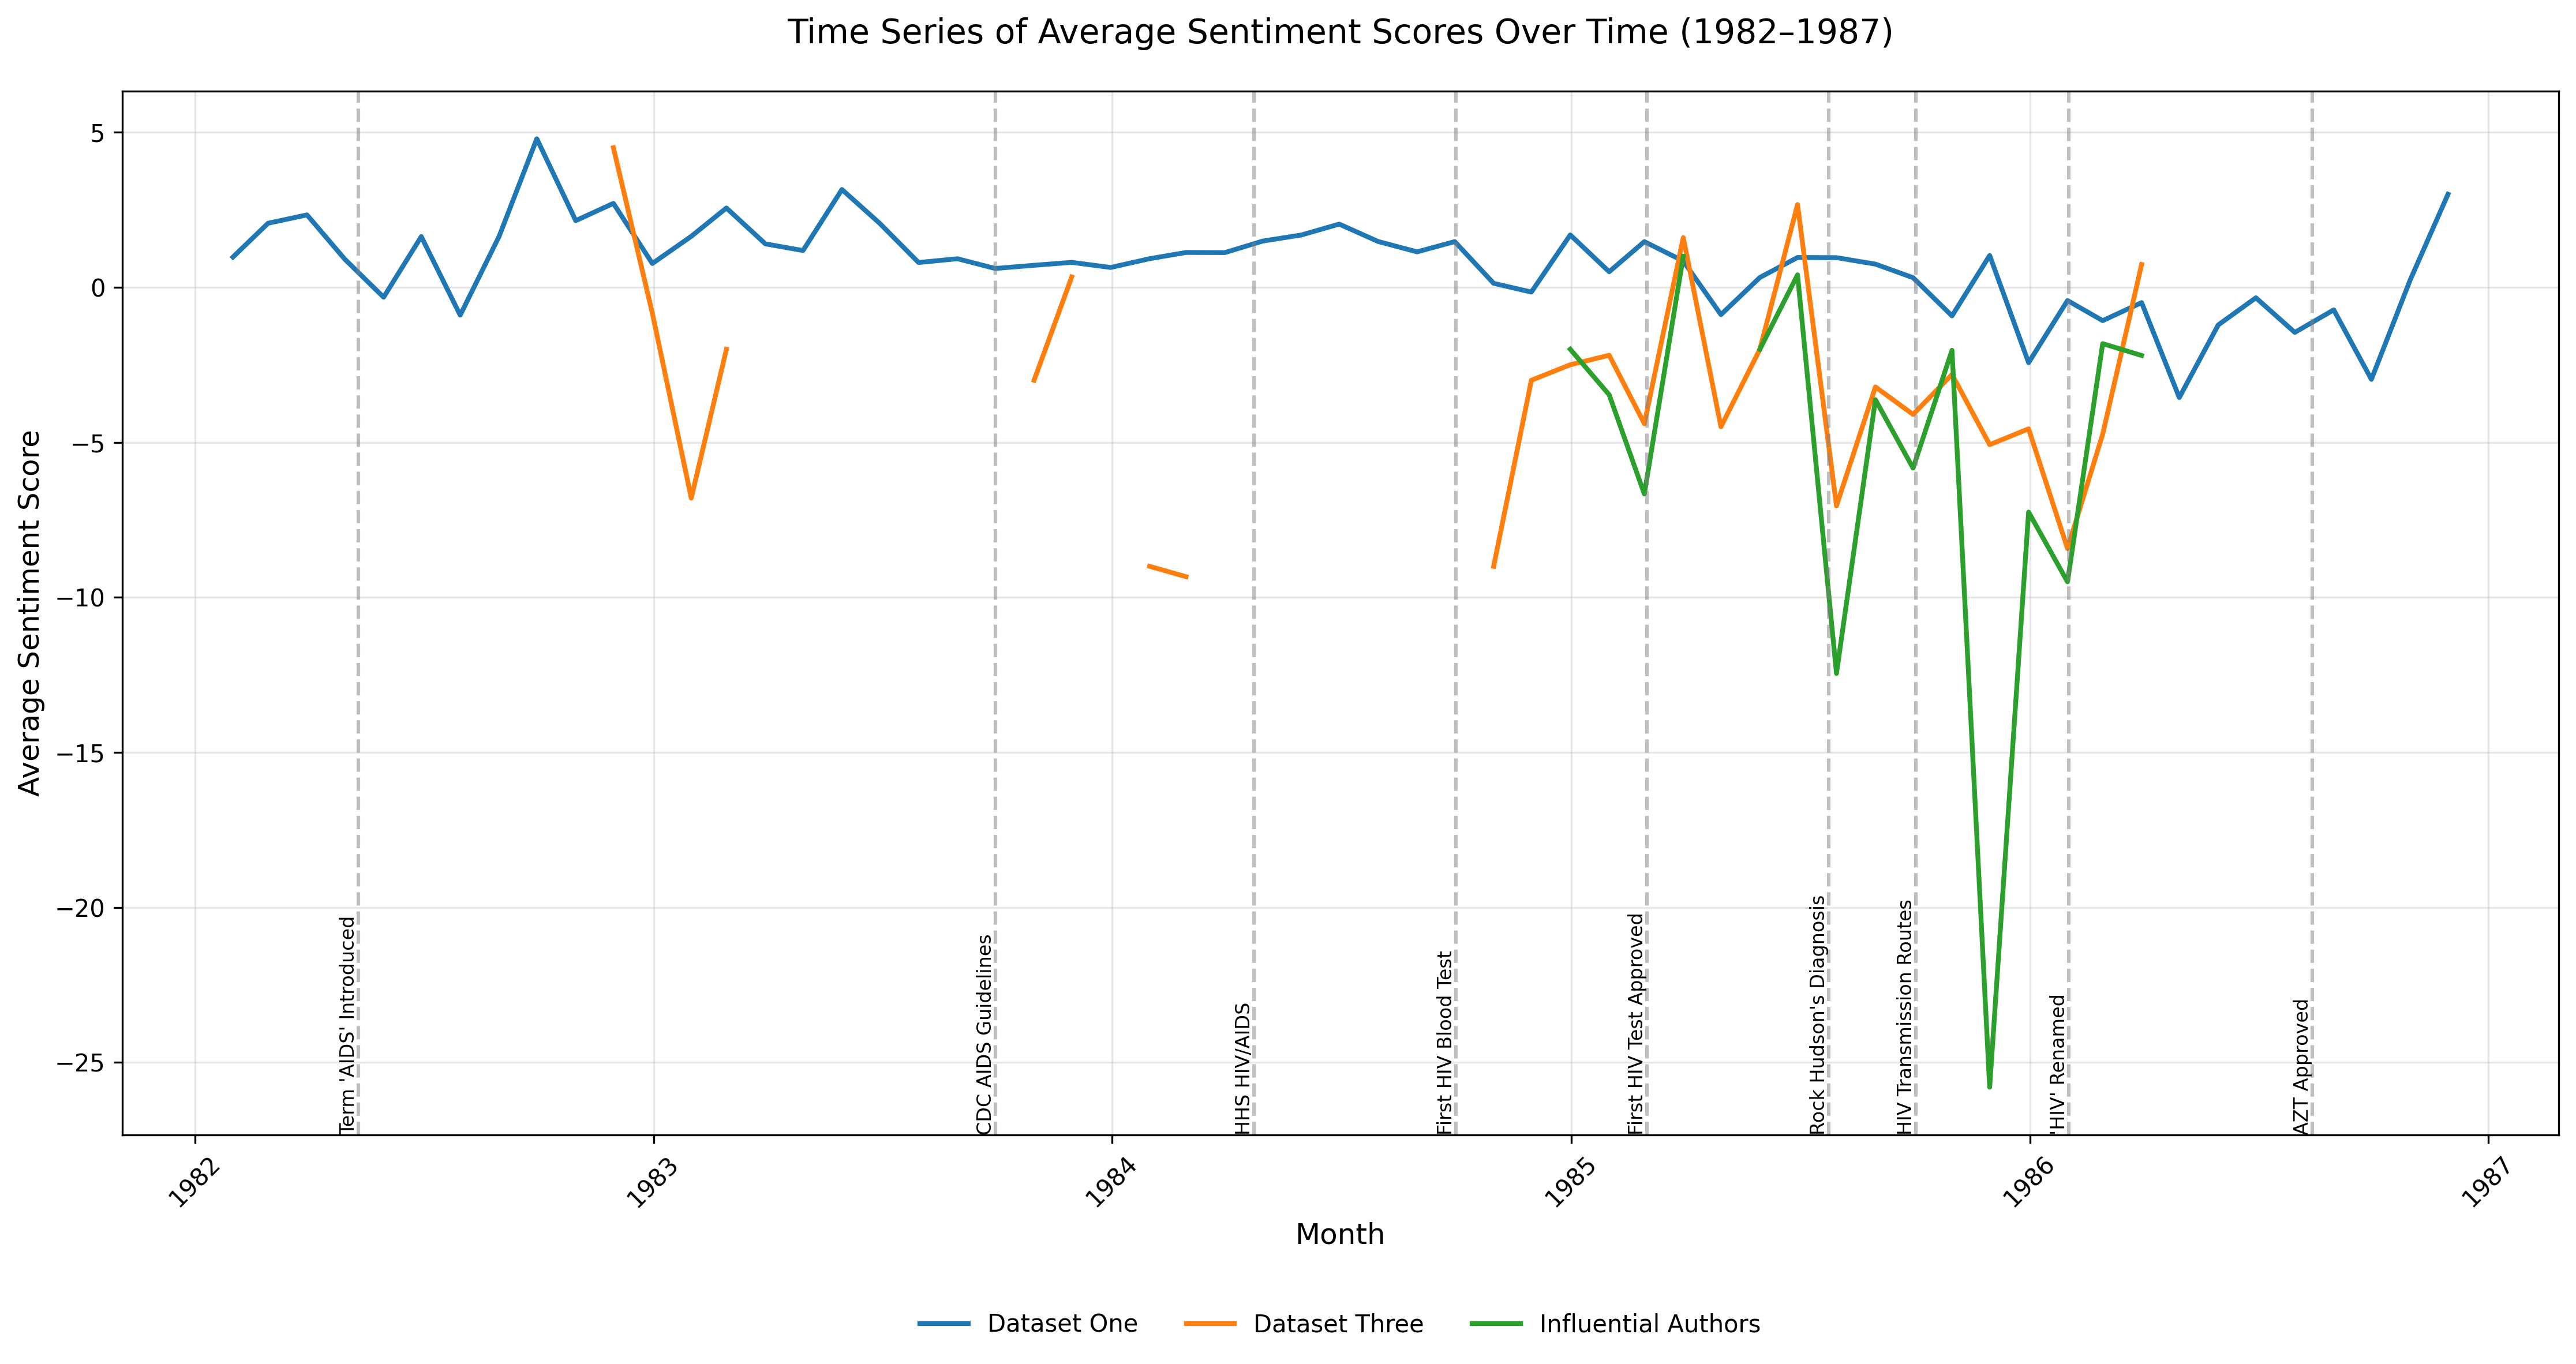 Time Series of Average Sentiment Scores Over Time (1982–1987)
Average Sentiment Score
5
0
−5
−10
−15
−20
−25
Term 'AIDS' Introduced
CDC AIDS Guidelines
HHS HIV/AIDS
First HIV Blood Test
First HIV Test Approved
Rock Hudson's Diagnosis
HIV Transmission Routes
'HIV' Renamed
AZT Approved
1982
1983
1984
1985
1986
1987
Month
Dataset One
Dataset Three
Influential Authors